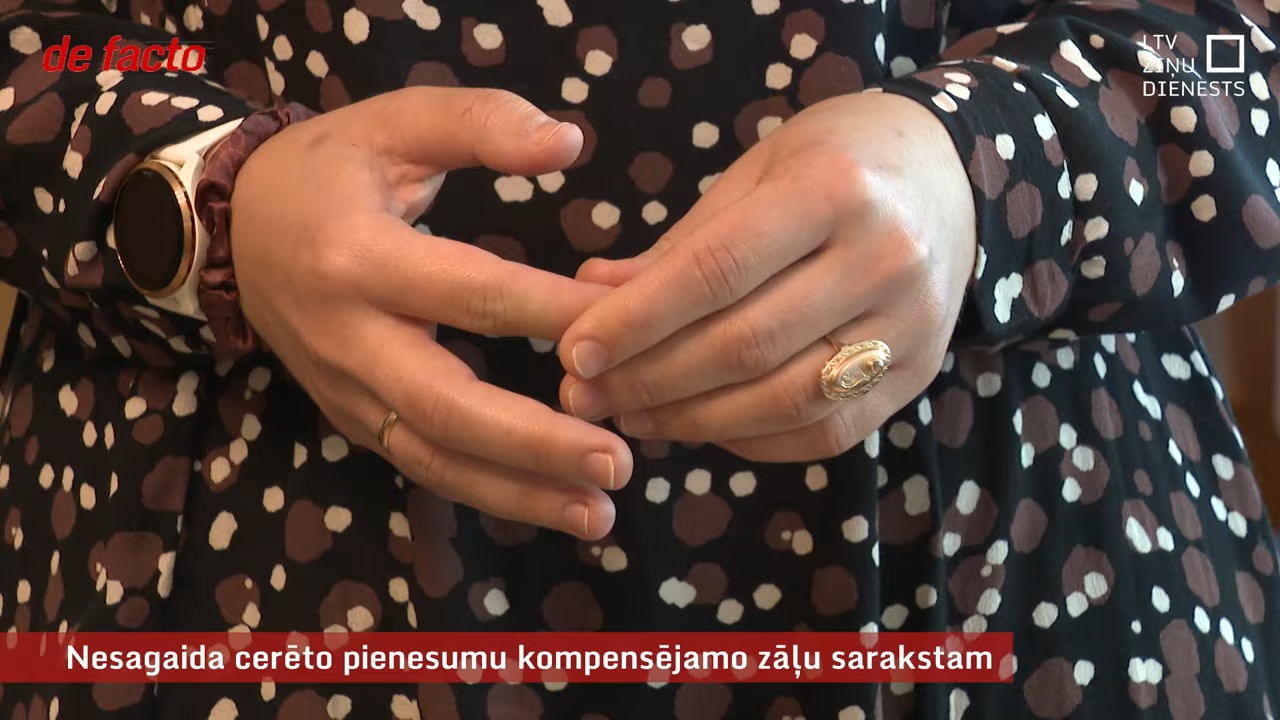 de facto
LTV
ZIŅU
DIENESTS
Nesagaida cerēto pienesumu kompensējamo zāļu sarakstam